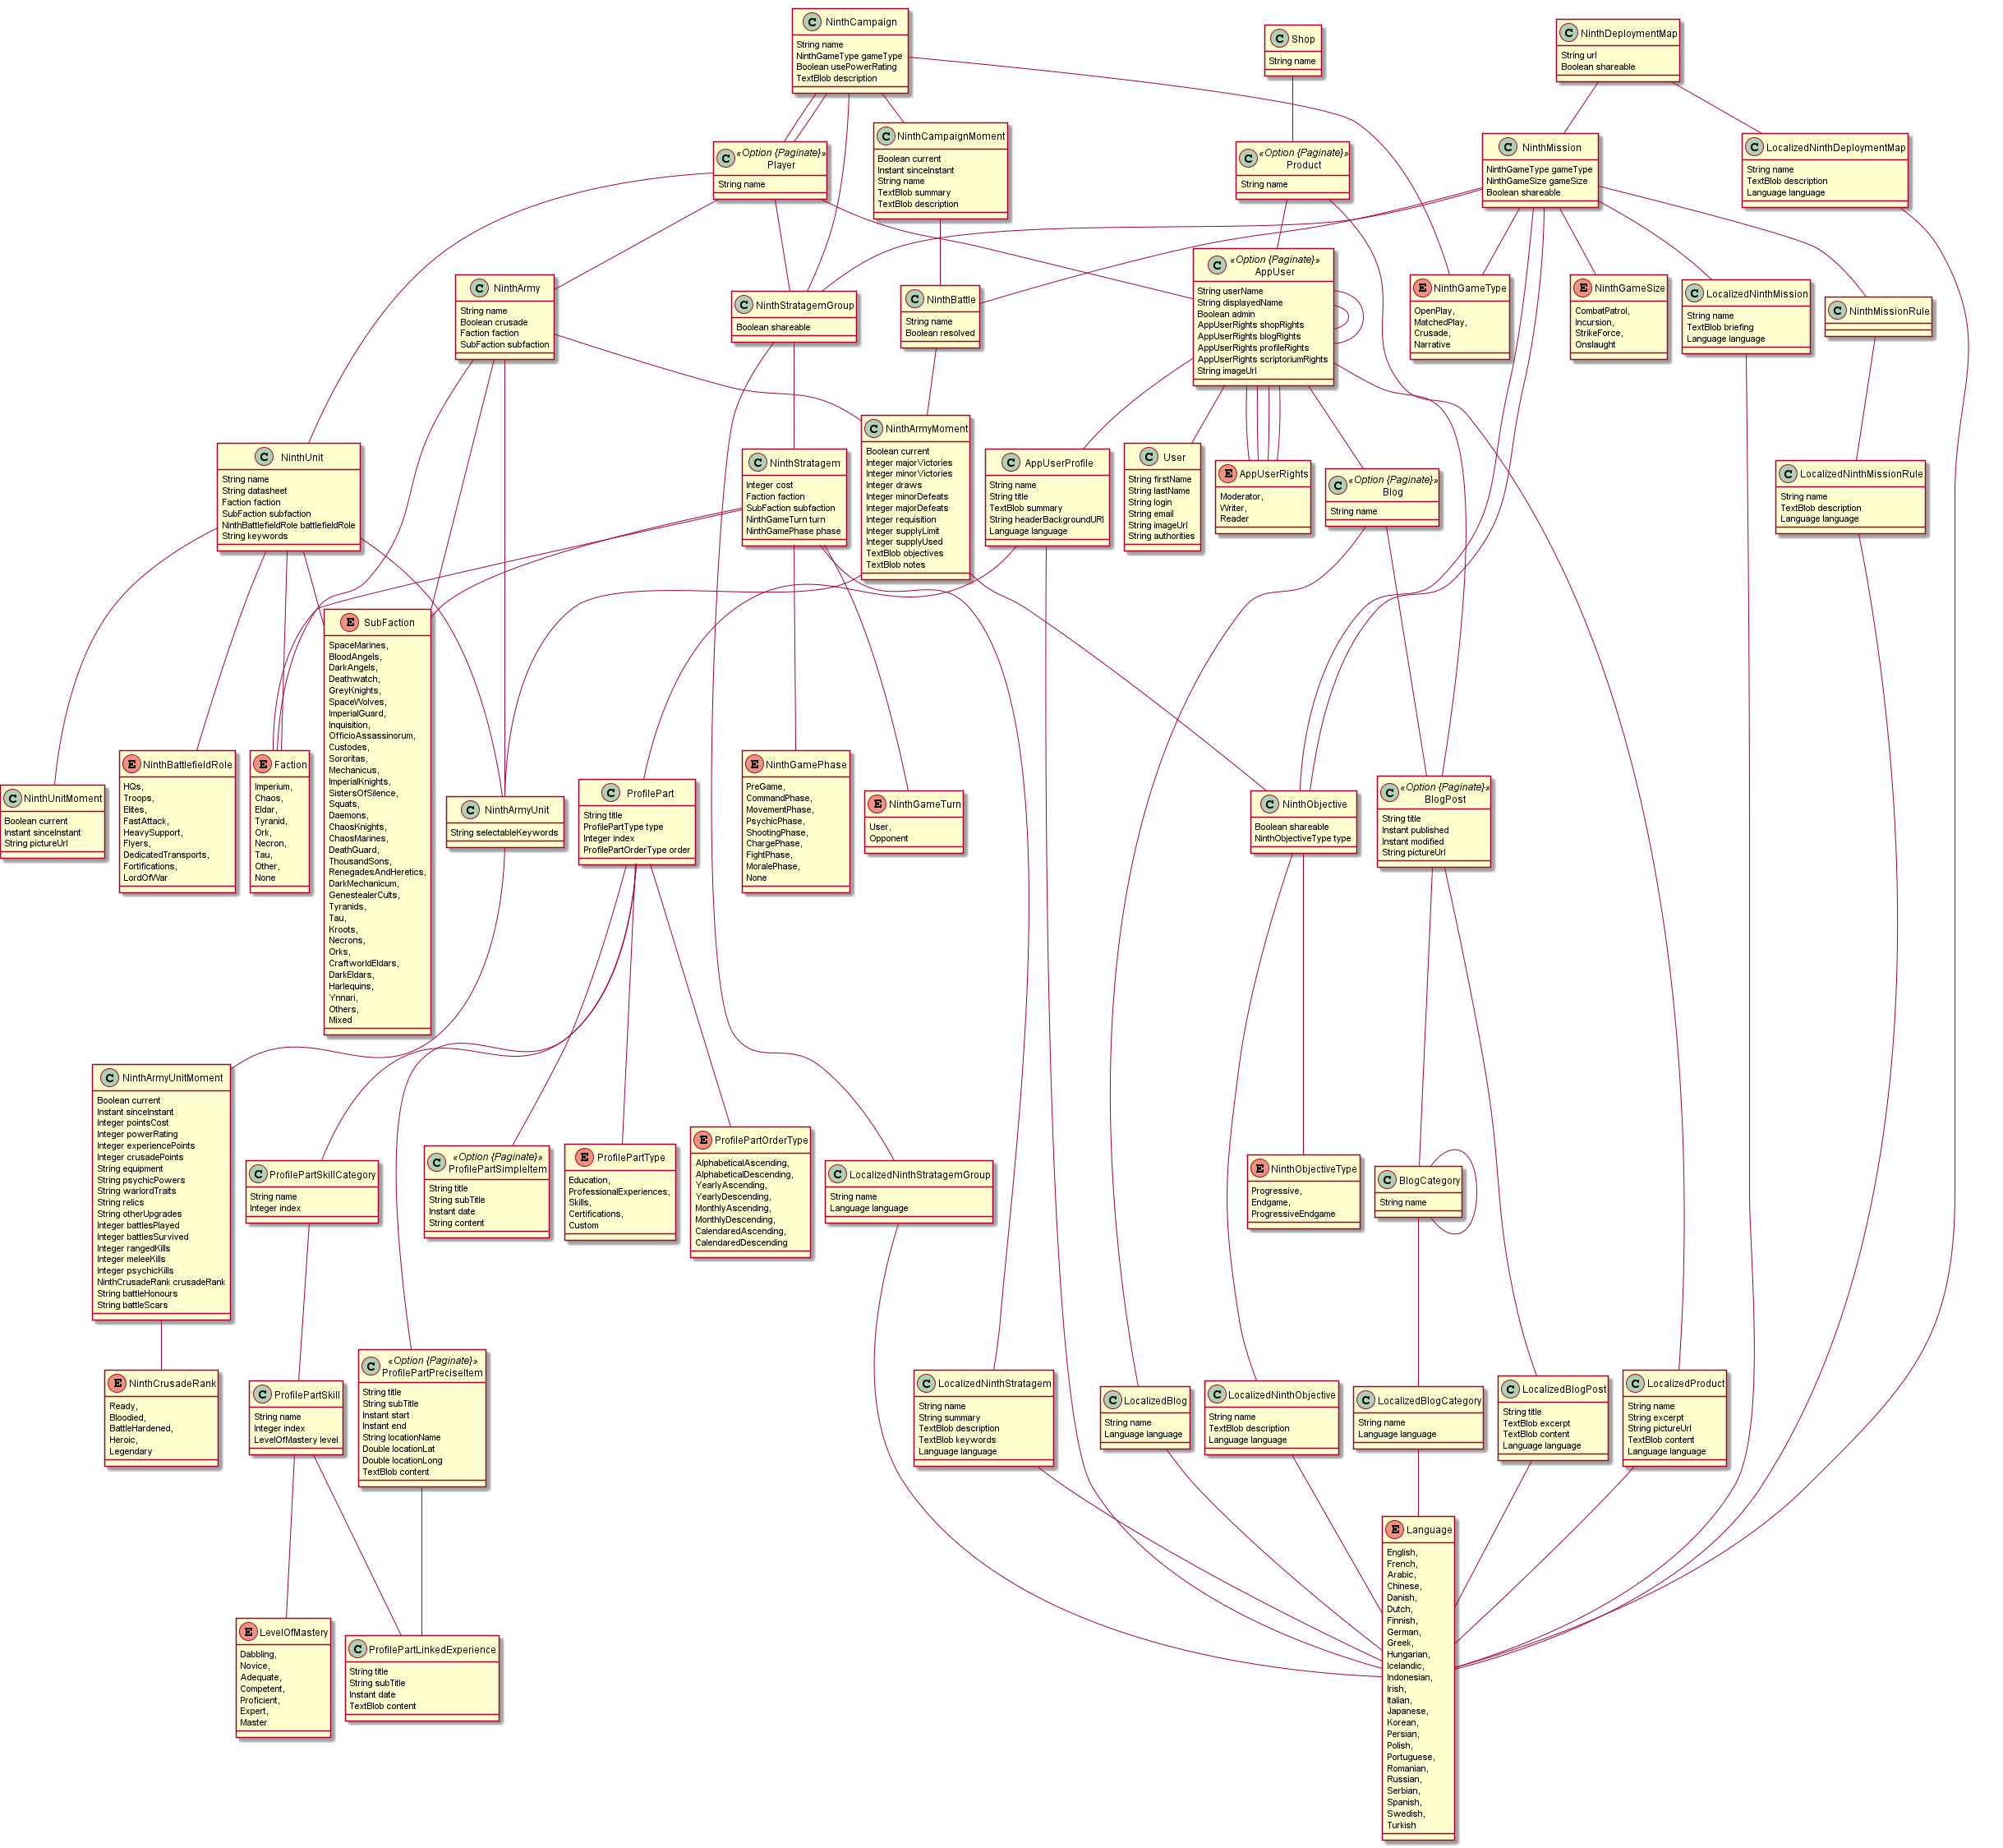 C NinthCampaign
String name
NinthGameType gameType
Boolean usePowerRating
TextBlob description
C Shop
String name
C NinthDeploymentMap
String url
Boolean shareable
C «Option {Paginate}»
Player
String name
C NinthCampaignMoment
Boolean current
Instant sinceInstant
String name
TextBlob summary
TextBlob description
C «Option {Paginate}»
Product
String name
C NinthMission
NinthGameType gameType
NinthGameSize gameSize
Boolean shareable
C LocalizedNinthDeploymentMap
String name
TextBlob description
Language language
C NinthArmy
String name
Boolean crusade
Faction faction
SubFaction subfaction
C NinthStratagemGroup
Boolean shareable
C NinthBattle
String name
Boolean resolved
C «Option {Paginate}»
AppUser
String userName
String displayedName
Boolean admin
AppUserRights shopRights
AppUserRights blogRights
AppUserRights profileRights
AppUserRights scriptoriumRights
String imageUrl
E NinthGameType
OpenPlay,
MatchedPlay,
Crusade,
Narrative
E NinthGameSize
CombatPatrol,
Incursion,
StrikeForce,
Onslaught
C LocalizedNinthMission
String name
TextBlob briefing
Language language
C NinthMissionRule
C NinthUnit
String name
String datasheet
Faction faction
SubFaction subfaction
NinthBattlefieldRole battlefieldRole
String keywords
C NinthStratagem
Integer cost
Faction faction
SubFaction subfaction
NinthGameTurn turn
NinthGamePhase phase
C NinthArmyMoment
Boolean current
Integer majorVictories
Integer minorVictories
Integer draws
Integer minorDefeats
Integer majorDefeats
Integer requisition
Integer supplyLimit
Integer supplyUsed
TextBlob objectives
TextBlob notes
C AppUserProfile
String name
String title
TextBlob summary
String headerBackgroundURI
Language language
C User
String firstName
String lastName
String login
String email
String imageUrl
String authorities
E AppUserRights
Moderator,
Writer,
Reader
C «Option {Paginate}»
Blog
String name
C LocalizedNinthMissionRule
String name
TextBlob description
Language language
C NinthUnitMoment
Boolean current
Instant sinceInstant
String pictureUrl
E NinthBattlefieldRole
HQs,
Troops,
Elites,
FastAttack,
HeavySupport,
Flyers,
DedicatedTransports,
Fortifications,
LordOfWar
E Faction
Imperium,
Chaos,
Eldar,
Tyranid,
Ork,
Necron,
Tau,
Other,
None
E SubFaction
SpaceMarines,
BloodAngels,
DarkAngels,
Deathwatch,
GreyKnights,
SpaceWolves,
ImperialGuard,
Inquisition,
OfficioAssassinorum,
Custodes,
Sororitas,
Mechanicus,
ImperialKnights,
SistersOfSilence,
Squats,
Daemons,
ChaosKnights,
ChaosMarines,
DeathGuard,
ThousandSons,
RenegadesAndHeretics,
DarkMechanicum,
GenestealerCults,
Tyranids,
Tau,
Kroots,
Necrons,
Orks,
CraftworldEldars,
DarkEldars,
Harlequins,
Ynnari,
Others,
Mixed
C NinthArmyUnit
String selectableKeywords
C ProfilePart
String title
ProfilePartType type
Integer index
ProfilePartOrderType order
E NinthGamePhase
PreGame,
CommandPhase,
MovementPhase,
PsychicPhase,
ShootingPhase,
ChargePhase,
FightPhase,
MoralePhase,
None
E NinthGameTurn
User,
Opponent
C NinthObjective
Boolean shareable
NinthObjectiveType type
C «Option {Paginate}»
BlogPost
String title
Instant published
Instant modified
String pictureUrl
C NinthArmyUnitMoment
Boolean current
Instant sinceInstant
Integer pointsCost
Integer powerRating
Integer experiencePoints
Integer crusadePoints
String equipment
String psychicPowers
String warlordTraits
String relics
String otherUpgrades
Integer battlesPlayed
Integer battlesSurvived
Integer rangedKills
Integer meleeKills
Integer psychicKills
NinthCrusadeRank crusadeRank
String battleHonours
String battleScars
C ProfilePartSkillCategory
String name
Integer index
C «Option {Paginate}»
ProfilePartSimpleItem
String title
String subTitle
Instant date
String content
E ProfilePartType
Education,
ProfessionalExperiences,
Skills,
Certifications,
Custom
E ProfilePartOrderType
AlphabeticalAscending,
AlphabeticalDescending,
YearlyAscending,
YearlyDescending,
MonthlyAscending,
MonthlyDescending,
CalendaredAscending,
CalendaredDescending
C LocalizedNinthStratagemGroup
String name
Language language
E NinthObjectiveType
Progressive,
Endgame,
ProgressiveEndgame
C BlogCategory
String name
E NinthCrusadeRank
Ready,
Bloodied,
BattleHardened,
Heroic,
Legendary
C ProfilePartSkill
String name
Integer index
LevelOfMastery level
C «Option {Paginate}»
ProfilePartPreciseItem
String title
String subTitle
Instant start
Instant end
String locationName
Double locationLat
Double locationLong
TextBlob content
C LocalizedNinthStratagem
String name
String summary
TextBlob description
TextBlob keywords
Language language
C LocalizedBlog
String name
Language language
C LocalizedNinthObjective
String name
TextBlob description
Language language
C LocalizedBlogCategory
String name
Language language
C LocalizedBlogPost
String title
TextBlob excerpt
TextBlob content
Language language
C LocalizedProduct
String name
String excerpt
String pictureUrl
TextBlob content
Language language
E LevelOfMastery
Dabbling,
Novice,
Adequate,
Competent,
Proficient,
Expert,
Master
C ProfilePartLinkedExperience
String title
String subTitle
Instant date
TextBlob content
E Language
English,
French,
Arabic,
Chinese,
Danish,
Dutch,
Finnish,
German,
Greek,
Hungarian,
Icelandic,
Indonesian,
Irish,
Italian,
Japanese,
Korean,
Persian,
Polish,
Portuguese,
Romanian,
Russian,
Serbian,
Spanish,
Swedish,
Turkish